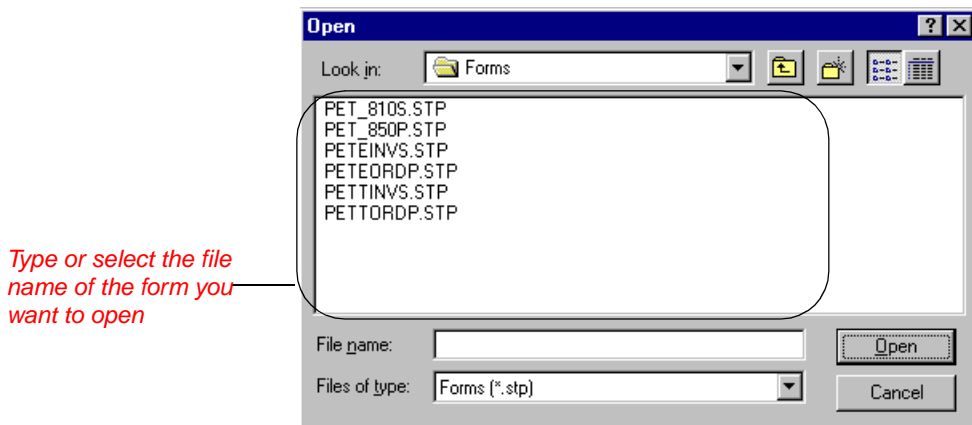 Open
Look in: Forms
PET_810S.STP
PET_850P.STP
PETEINVS.STP
PETEORDP.STP
PETTINVS.STP
PETTORDP.STP
Type or select the file
name of the form you
want to open
File name: Open
Files of type: Forms (*.stp) Cancel